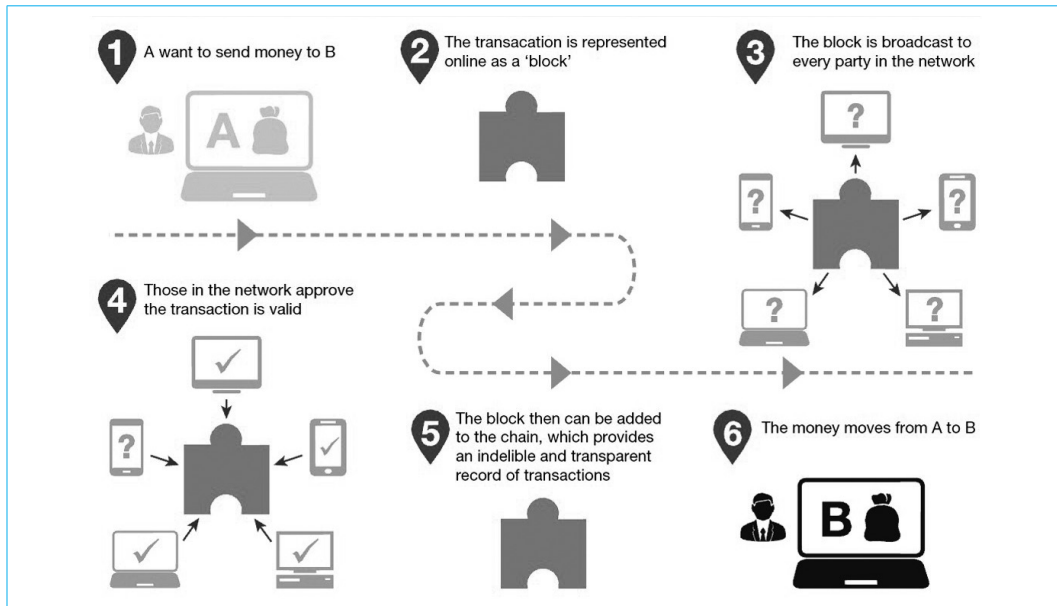 1
A want to send money to B
A
2
The transacation is represented
online as a ‘block’
3
The block is broadcast to
every party in the network
?
?
?
?
?
4
Those in the network approve
the transaction is valid
?
5
The block then can be added
to the chain, which provides
an indelible and transparent
record of transactions
6
The money moves from A to B
B